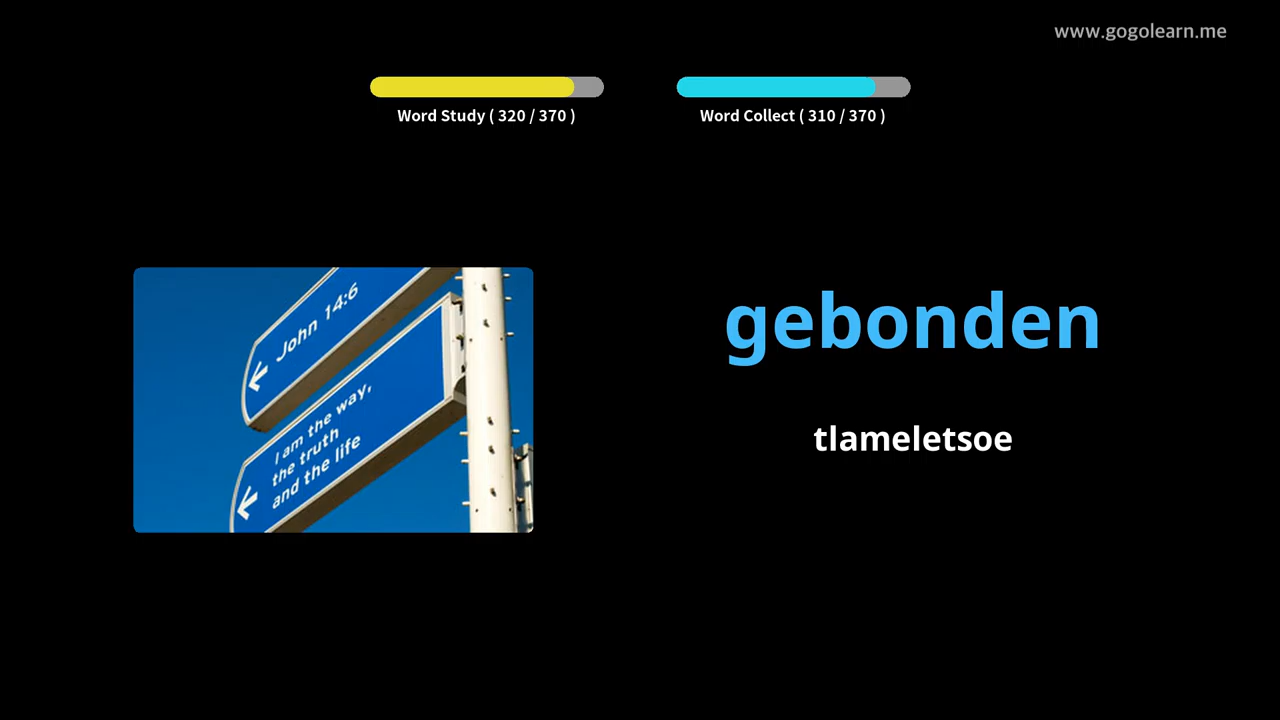 www.gogolearn.me
Word Study ( 320 / 370 )
Word Collect ( 310 / 370 )
John 14:6
I am the way,
the truth
and the life
gebonden
tlameletsoe